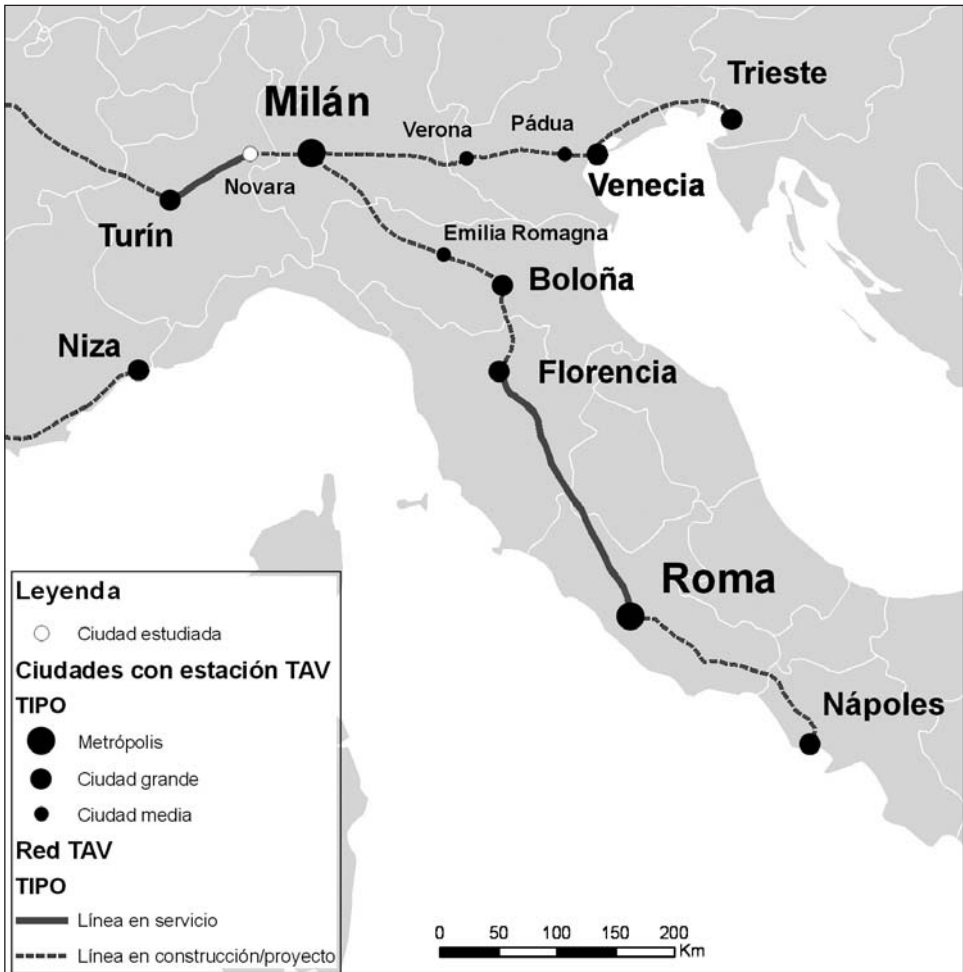 Trieste
Milán
Verona
Pádua
Novara
Venecia
Turín
Emilia Romagna
Boloña
Niza
Florencia
Roma
Nápoles
Leyenda
Ciudad estudiada
Ciudades con estación TAV
TIPO
Metrópolis
Ciudad grande
Ciudad media
Red TAV
TIPO
Línea en servicio
Línea en construcción/proyecto
0 50 100 150 200
Km